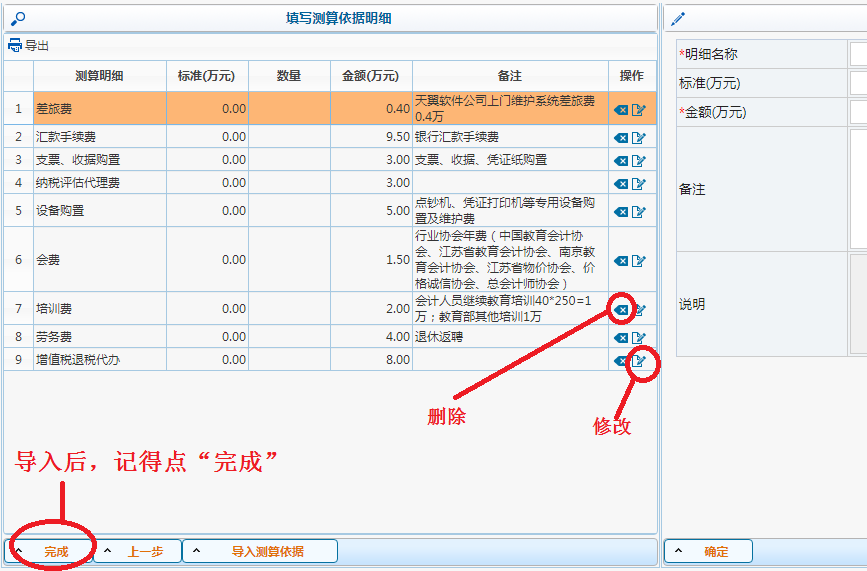 填写测算依据明细
导出
测算明细 标准(万元) 数量 金额(万元) 备注 操作
1 差旅费 0.00 0.40 天翼软件公司上门维护系统差旅费
0.4万
2 汇款手续费 0.00 9.50 银行汇款手续费
3 支票、收据购置 0.00 3.00 支票、收据、凭证纸购置
4 纳税评估代理费 0.00 3.00
5 设备购置 0.00 5.00 点钞机、凭证打印机等专用设备购
置及维护费
6 会费 0.00 1.50 行业协会年费（中国教育会计协
会、江苏省教育会计协会、南京教
育会计协会、江苏省物价协会、价
格诚信协会、总会计师协会）
7 培训费 0.00 2.00 会计人员继续教育培训40*250=1
万；教育部其他培训1万
8 劳务费 0.00 4.00 退休返聘
9 增值税退税代办 0.00 8.00
删除
修改
导入后，记得点“完成”
完成 上一步 导入测算依据
*明细名称
标准(万元)
*金额(万元)
备注
说明
确定